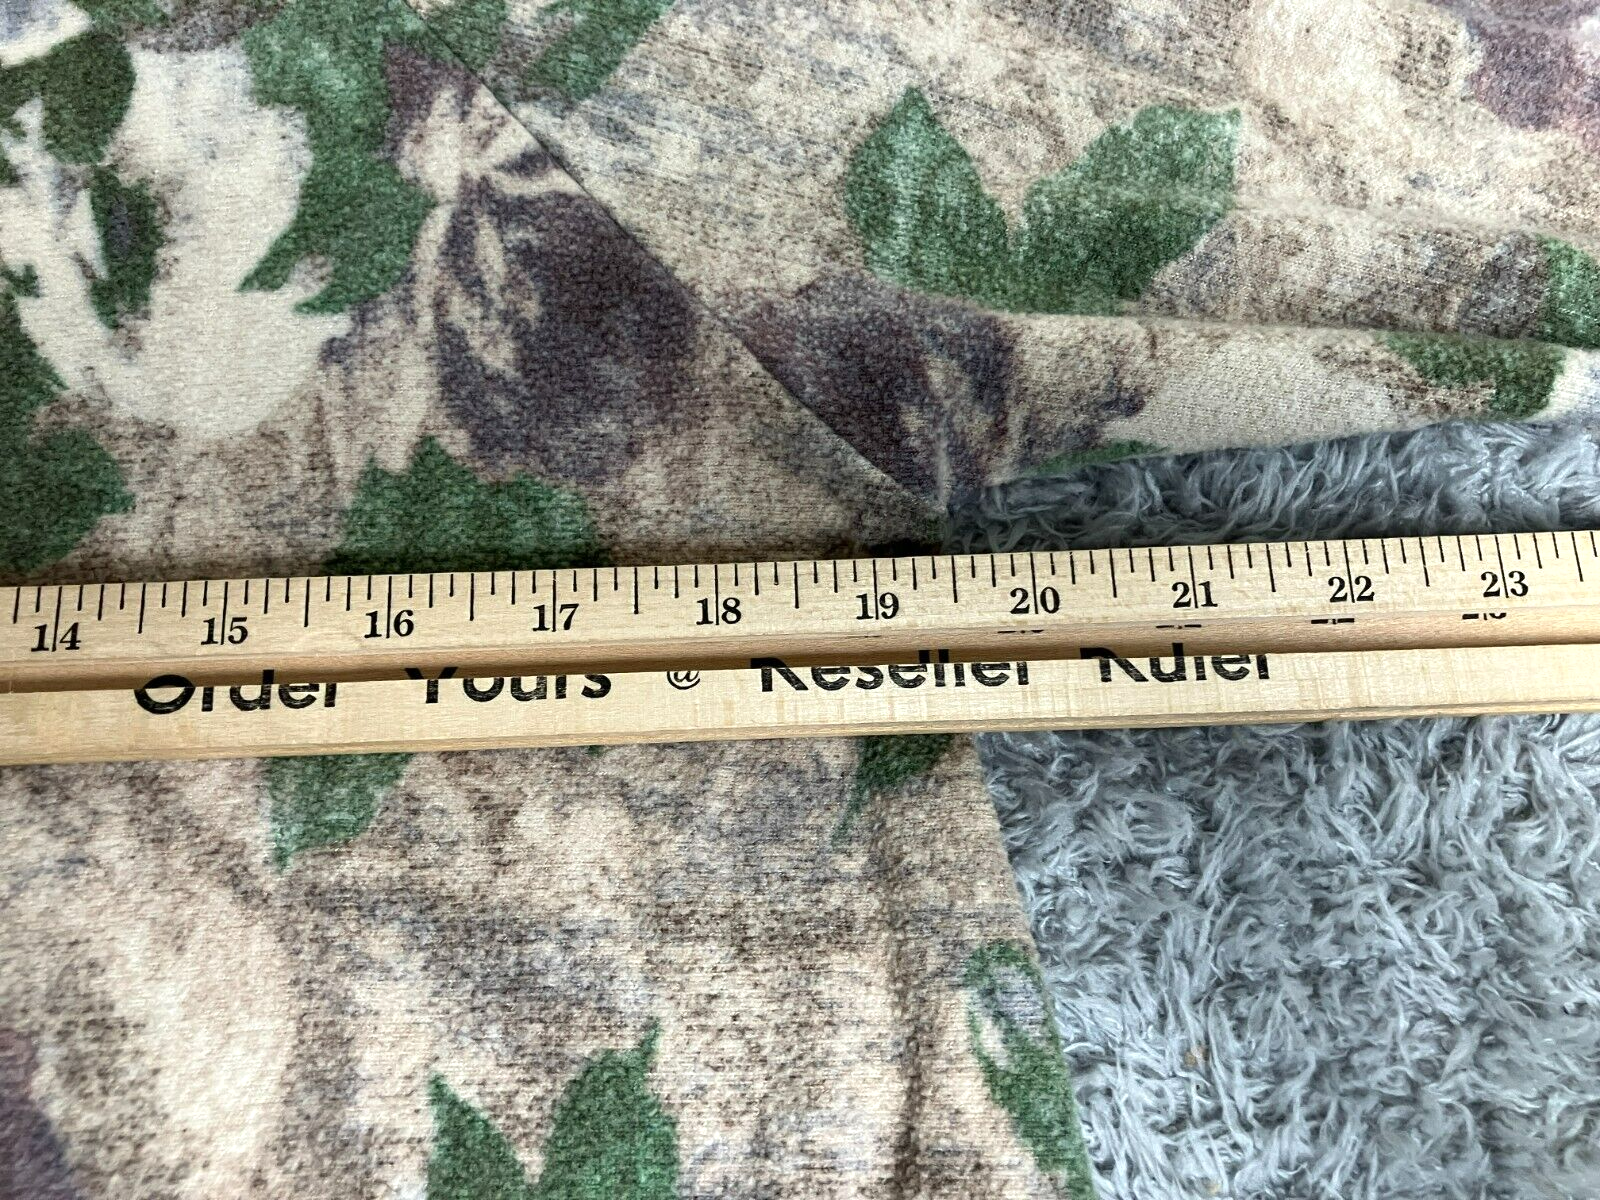 14 15 16 17 18 19 20 21 22 23
Order Yours @ Reseller Ruler